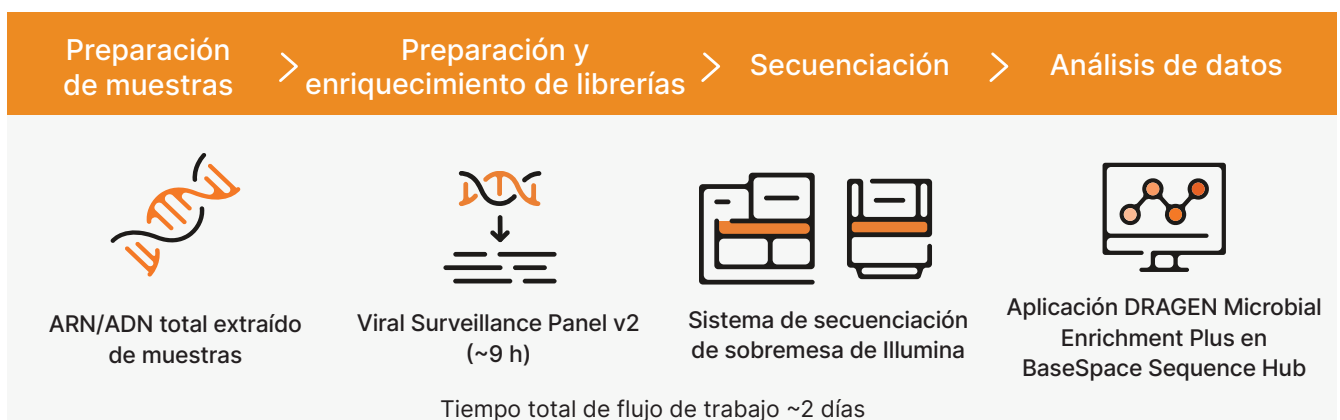 Preparación
de muestras
Preparación y
enriquecimiento de librerías
Secuenciación
Análisis de datos
ARN/ADN total extraído
de muestras
Viral Surveillance Panel v2
(~9 h)
Sistema de secuenciación
de sobremesa de Illumina
Aplicación DRAGEN Microbial
Enrichment Plus en
BaseSpace Sequence Hub
Tiempo total de flujo de trabajo ~2 días